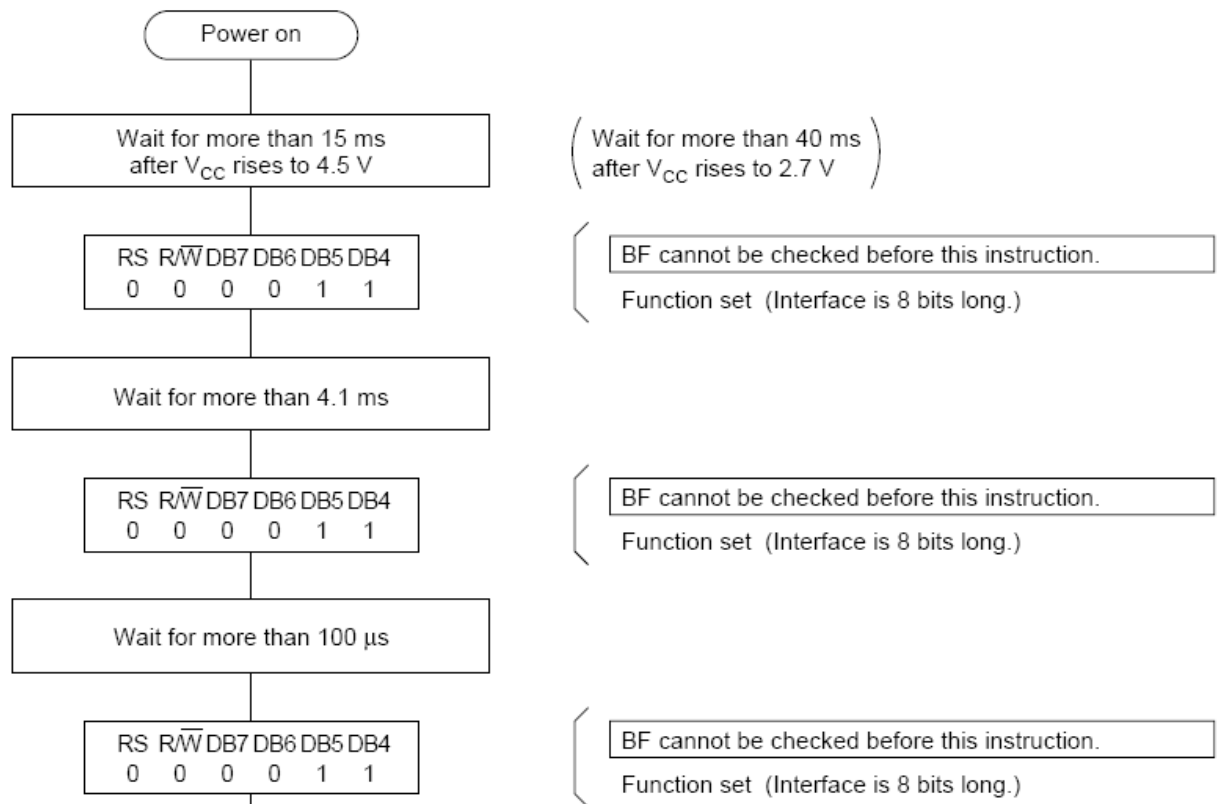 Power on
Wait for more than 15 ms
after VCC rises to 4.5 V
Wait for more than 40 ms
after VCC rises to 2.7 V
RS R/W̅ DB7 DB6 DB5 DB4
0 0 0 0 1 1
BF cannot be checked before this instruction.
Function set (Interface is 8 bits long.)
Wait for more than 4.1 ms
RS R/W̅ DB7 DB6 DB5 DB4
0 0 0 0 1 1
BF cannot be checked before this instruction.
Function set (Interface is 8 bits long.)
Wait for more than 100 μs
RS R/W̅ DB7 DB6 DB5 DB4
0 0 0 0 1 1
BF cannot be checked before this instruction.
Function set (Interface is 8 bits long.)